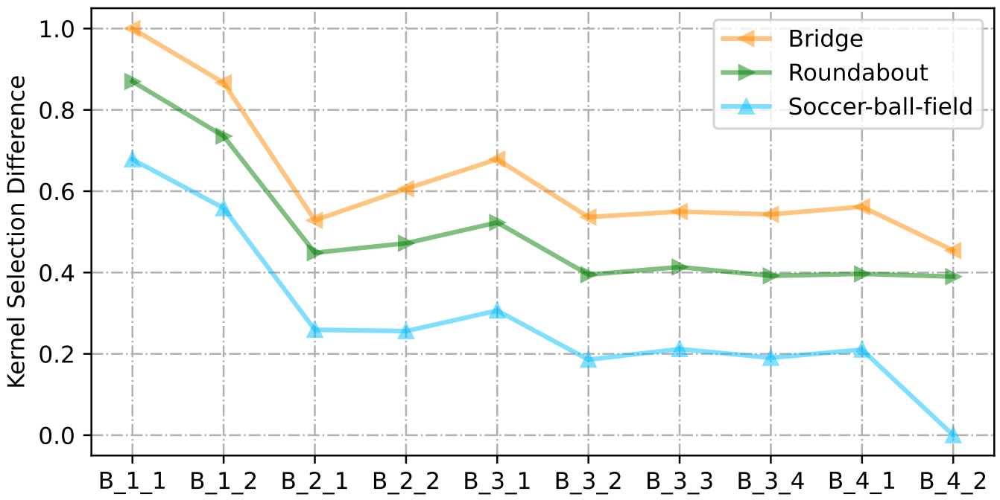 Kernel Selection Difference
1.0
0.8
0.6
0.4
0.2
0.0
Bridge
Roundabout
Soccer-ball-field
B_1_1 B_1_2 B_2_1 B_2_2 B_3_1 B_3_2 B_3_3 B_3_4 B_4_1 B_4_2